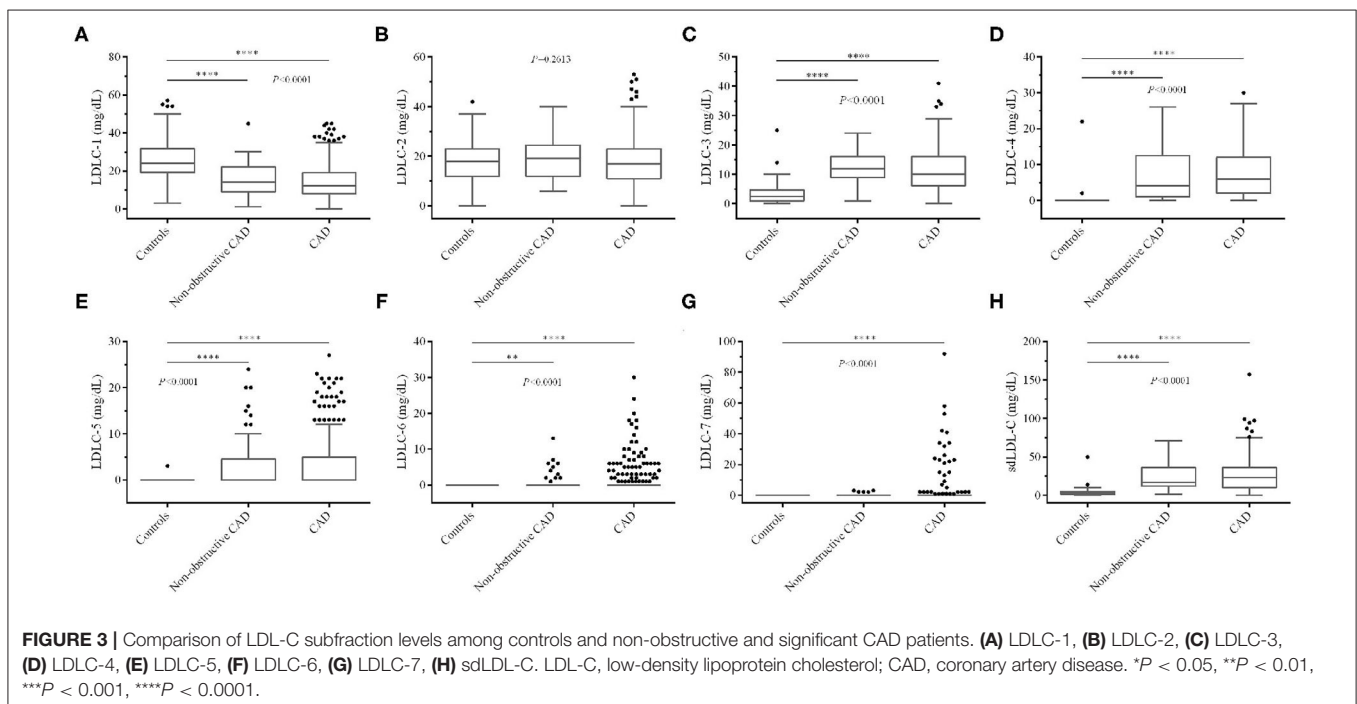 A
B
C
D
LDLC-1 (mg/dL)
80
60
40
20
0
****
****
P<0.0001
Controls
Non-obstructive CAD
CAD
LDLC-2 (mg/dL)
60
40
20
0
P=0.2613
Controls
Non-obstructive CAD
CAD
LDLC-3 (mg/dL)
50
40
30
20
10
0
****
****
P<0.0001
Controls
Non-obstructive CAD
CAD
LDLC-4 (mg/dL)
40
30
20
10
0
****
****
P<0.0001
Controls
Non-obstructive CAD
CAD
E
F
G
H
LDLC-5 (mg/dL)
30
20
10
0
****
****
P<0.0001
Controls
Non-obstructive CAD
CAD
LDLC-6 (mg/dL)
40
30
20
10
0
****
**
P<0.0001
Controls
Non-obstructive CAD
CAD
LDLC-7 (mg/dL)
100
80
60
40
20
0
****
P<0.0001
Controls
Non-obstructive CAD
CAD
sdLDL-C (mg/dL)
200
150
100
50
0
****
****
P<0.0001
Controls
Non-obstructive CAD
CAD
FIGURE 3 | Comparison of LDL-C subfraction levels among controls and non-obstructive and significant CAD patients. (A) LDLC-1, (B) LDLC-2, (C) LDLC-3,
(D) LDLC-4, (E) LDLC-5, (F) LDLC-6, (G) LDLC-7, (H) sdLDL-C. LDL-C, low-density lipoprotein cholesterol; CAD, coronary artery disease. *P < 0.05, **P < 0.01,
***P < 0.001, ****P < 0.0001.